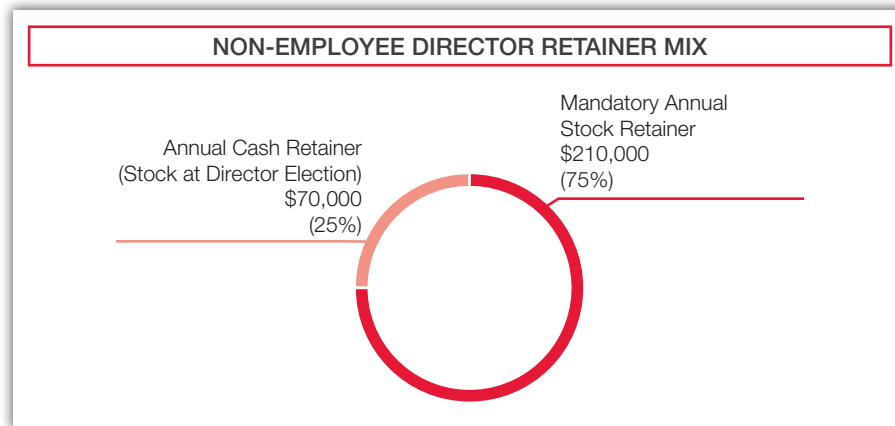 NON-EMPLOYEE DIRECTOR RETAINER MIX
Mandatory Annual
Stock Retainer
$210,000
(75%)
Annual Cash Retainer
(Stock at Director Election)
$70,000
(25%)